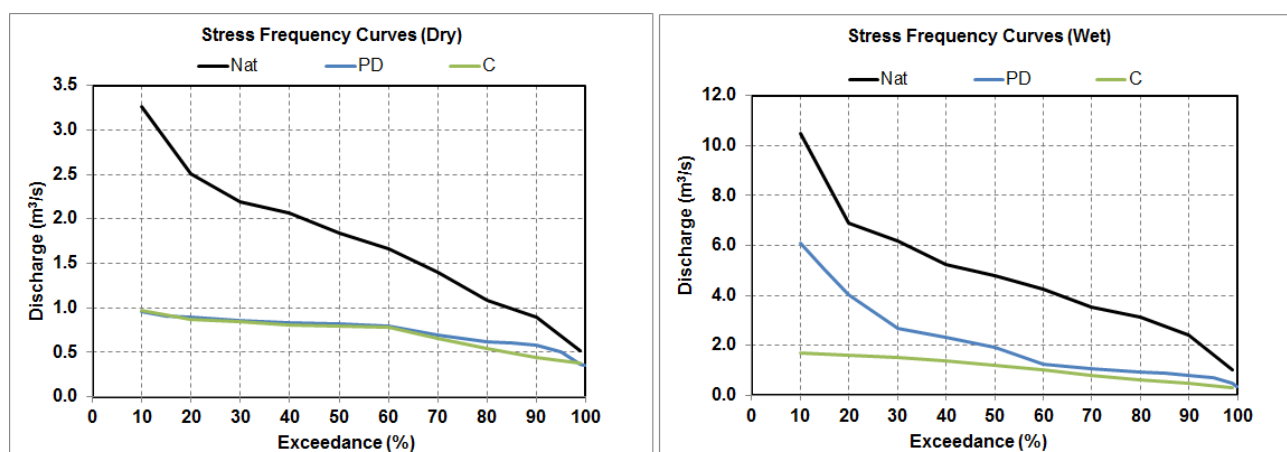 Stress Frequency Curves (Dry)
Nat PD C
3.5
3.0
2.5
2.0
1.5
1.0
0.5
0.0
Discharge (m³/s)
0 10 20 30 40 50 60 70 80 90 100
Exceedance (%)
Stress Frequency Curves (Wet)
Nat PD C
12.0
10.0
8.0
6.0
4.0
2.0
0.0
Discharge (m³/s)
0 10 20 30 40 50 60 70 80 90 100
Exceedance (%)